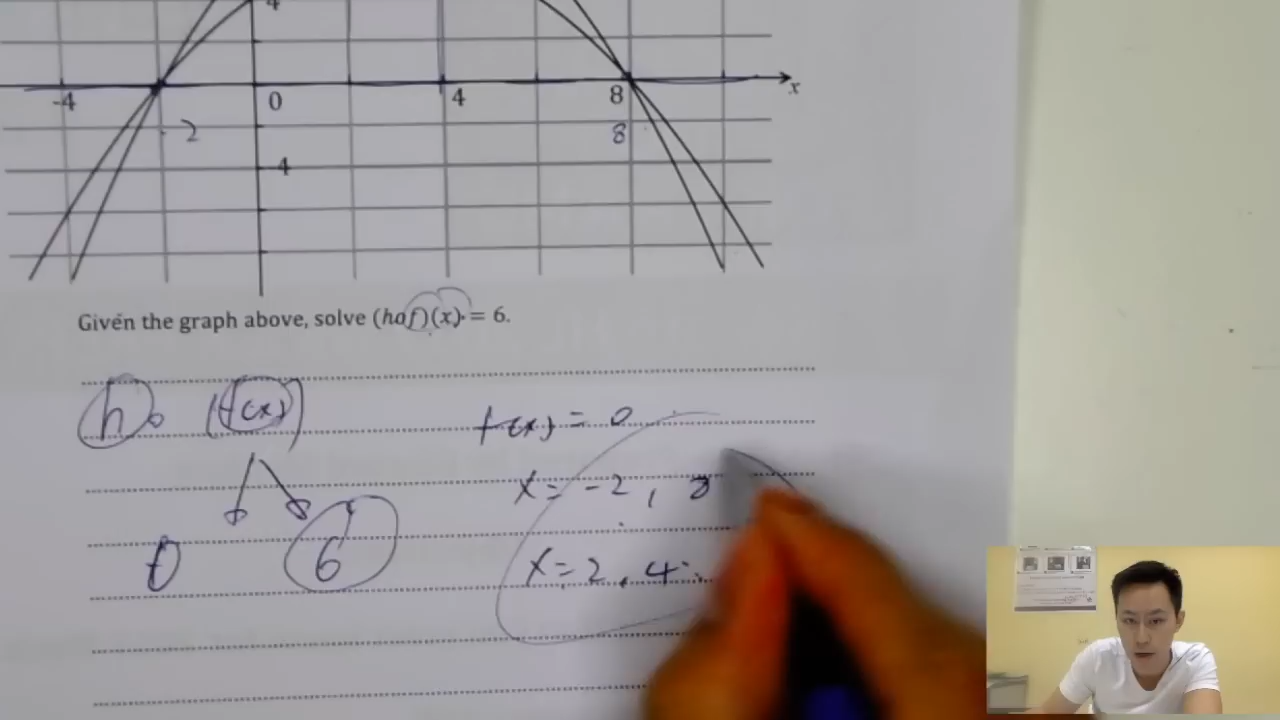 4
-4 0 4 8 x
-2 8
-4
Given the graph above, solve (hof)(x) = 6.
h o (f(x)) f(x) = 0
x = -2, 8
0 6 x = 2, 4